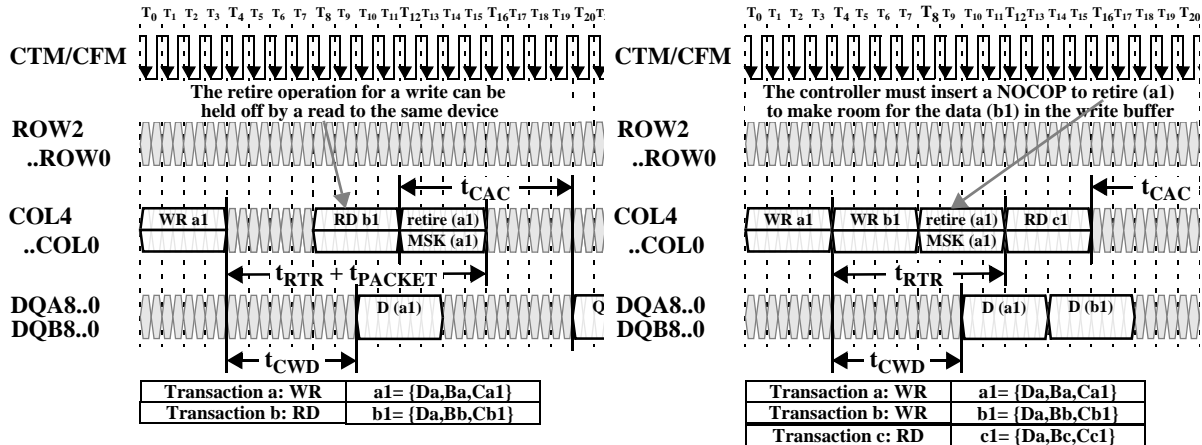 T0 T1 T2 T3 T4 T5 T6 T7 T8 T9 T10 T11 T12 T13 T14 T15 T16 T17 T18 T19 T20
CTM/CFM
The retire operation for a write can be
held off by a read to the same device
ROW2
..ROW0
tCAC
COL4
..COL0
WR a1
RD b1
retire (a1)
MSK (a1)
tRTR + tPACKET
DQA8..0
DQB8..0
D (a1)
Q
tCWD
Transaction a: WR a1= {Da,Ba,Ca1}
Transaction b: RD b1= {Da,Bb,Cb1}
T0 T1 T2 T3 T4 T5 T6 T7 T8 T9 T10 T11 T12 T13 T14 T15 T16 T17 T18 T19 T20
CTM/CFM
The controller must insert a NOCOP to retire (a1)
to make room for the data (b1) in the write buffer
ROW2
..ROW0
tCAC
COL4
..COL0
WR a1
WR b1
retire (a1)
MSK (a1)
RD c1
tRTR
DQA8..0
DQB8..0
D (a1)
D (b1)
tCWD
Transaction a: WR a1= {Da,Ba,Ca1}
Transaction b: WR b1= {Da,Bb,Cb1}
Transaction c: RD c1= {Da,Bc,Cc1}